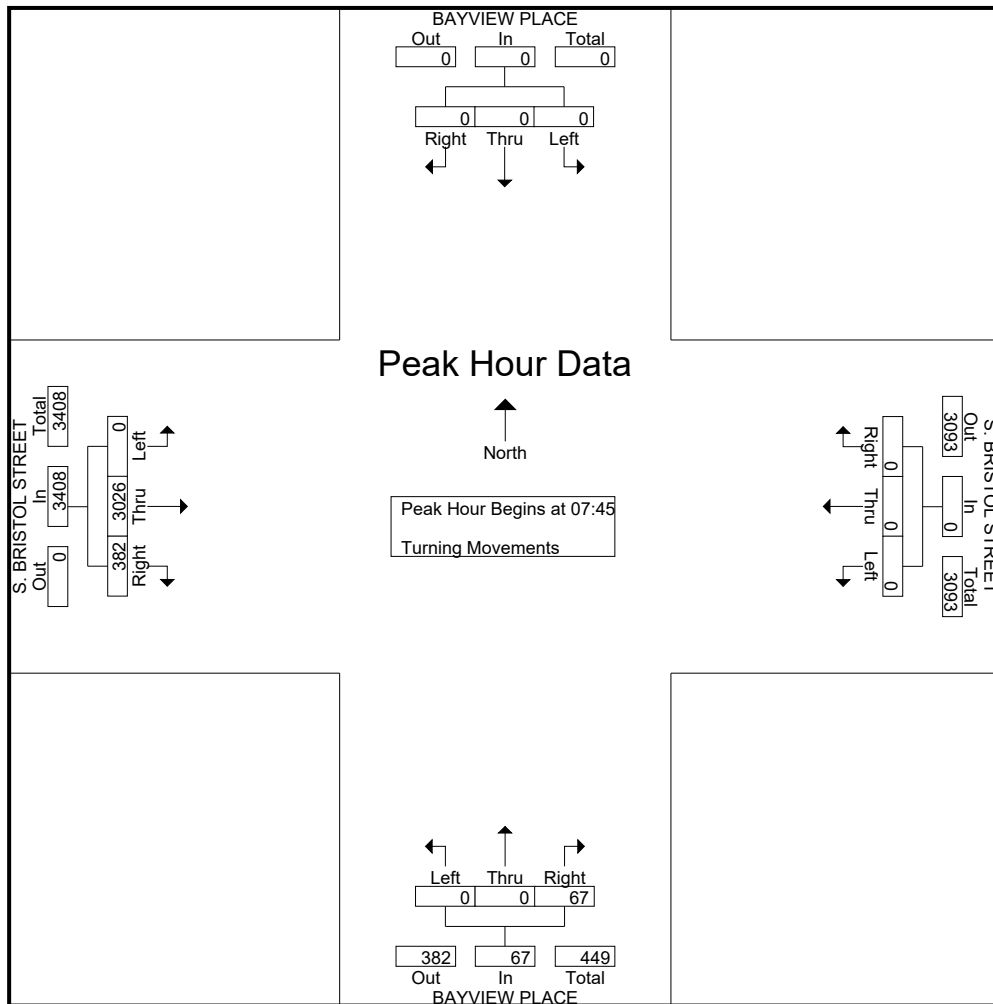 BAYVIEW PLACE
Out In Total
0 0 0
0 0 0
Right Thru Left
Peak Hour Data
North
Peak Hour Begins at 07:45
Turning Movements
S. BRISTOL STREET
Out In Total
0 3408 3408
382 3026 0
Right Thru Left
S. BRISTOL STREET
Out In Total
3093 0 3093
Right Thru Left
0 0 0
Left Thru Right
0 0 67
382 67 449
Out In Total
BAYVIEW PLACE